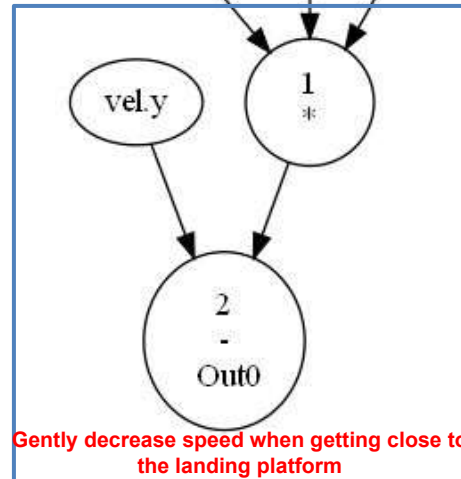 1
*
vel.y
2
-
Out0
Gently decrease speed when getting close to
the landing platform